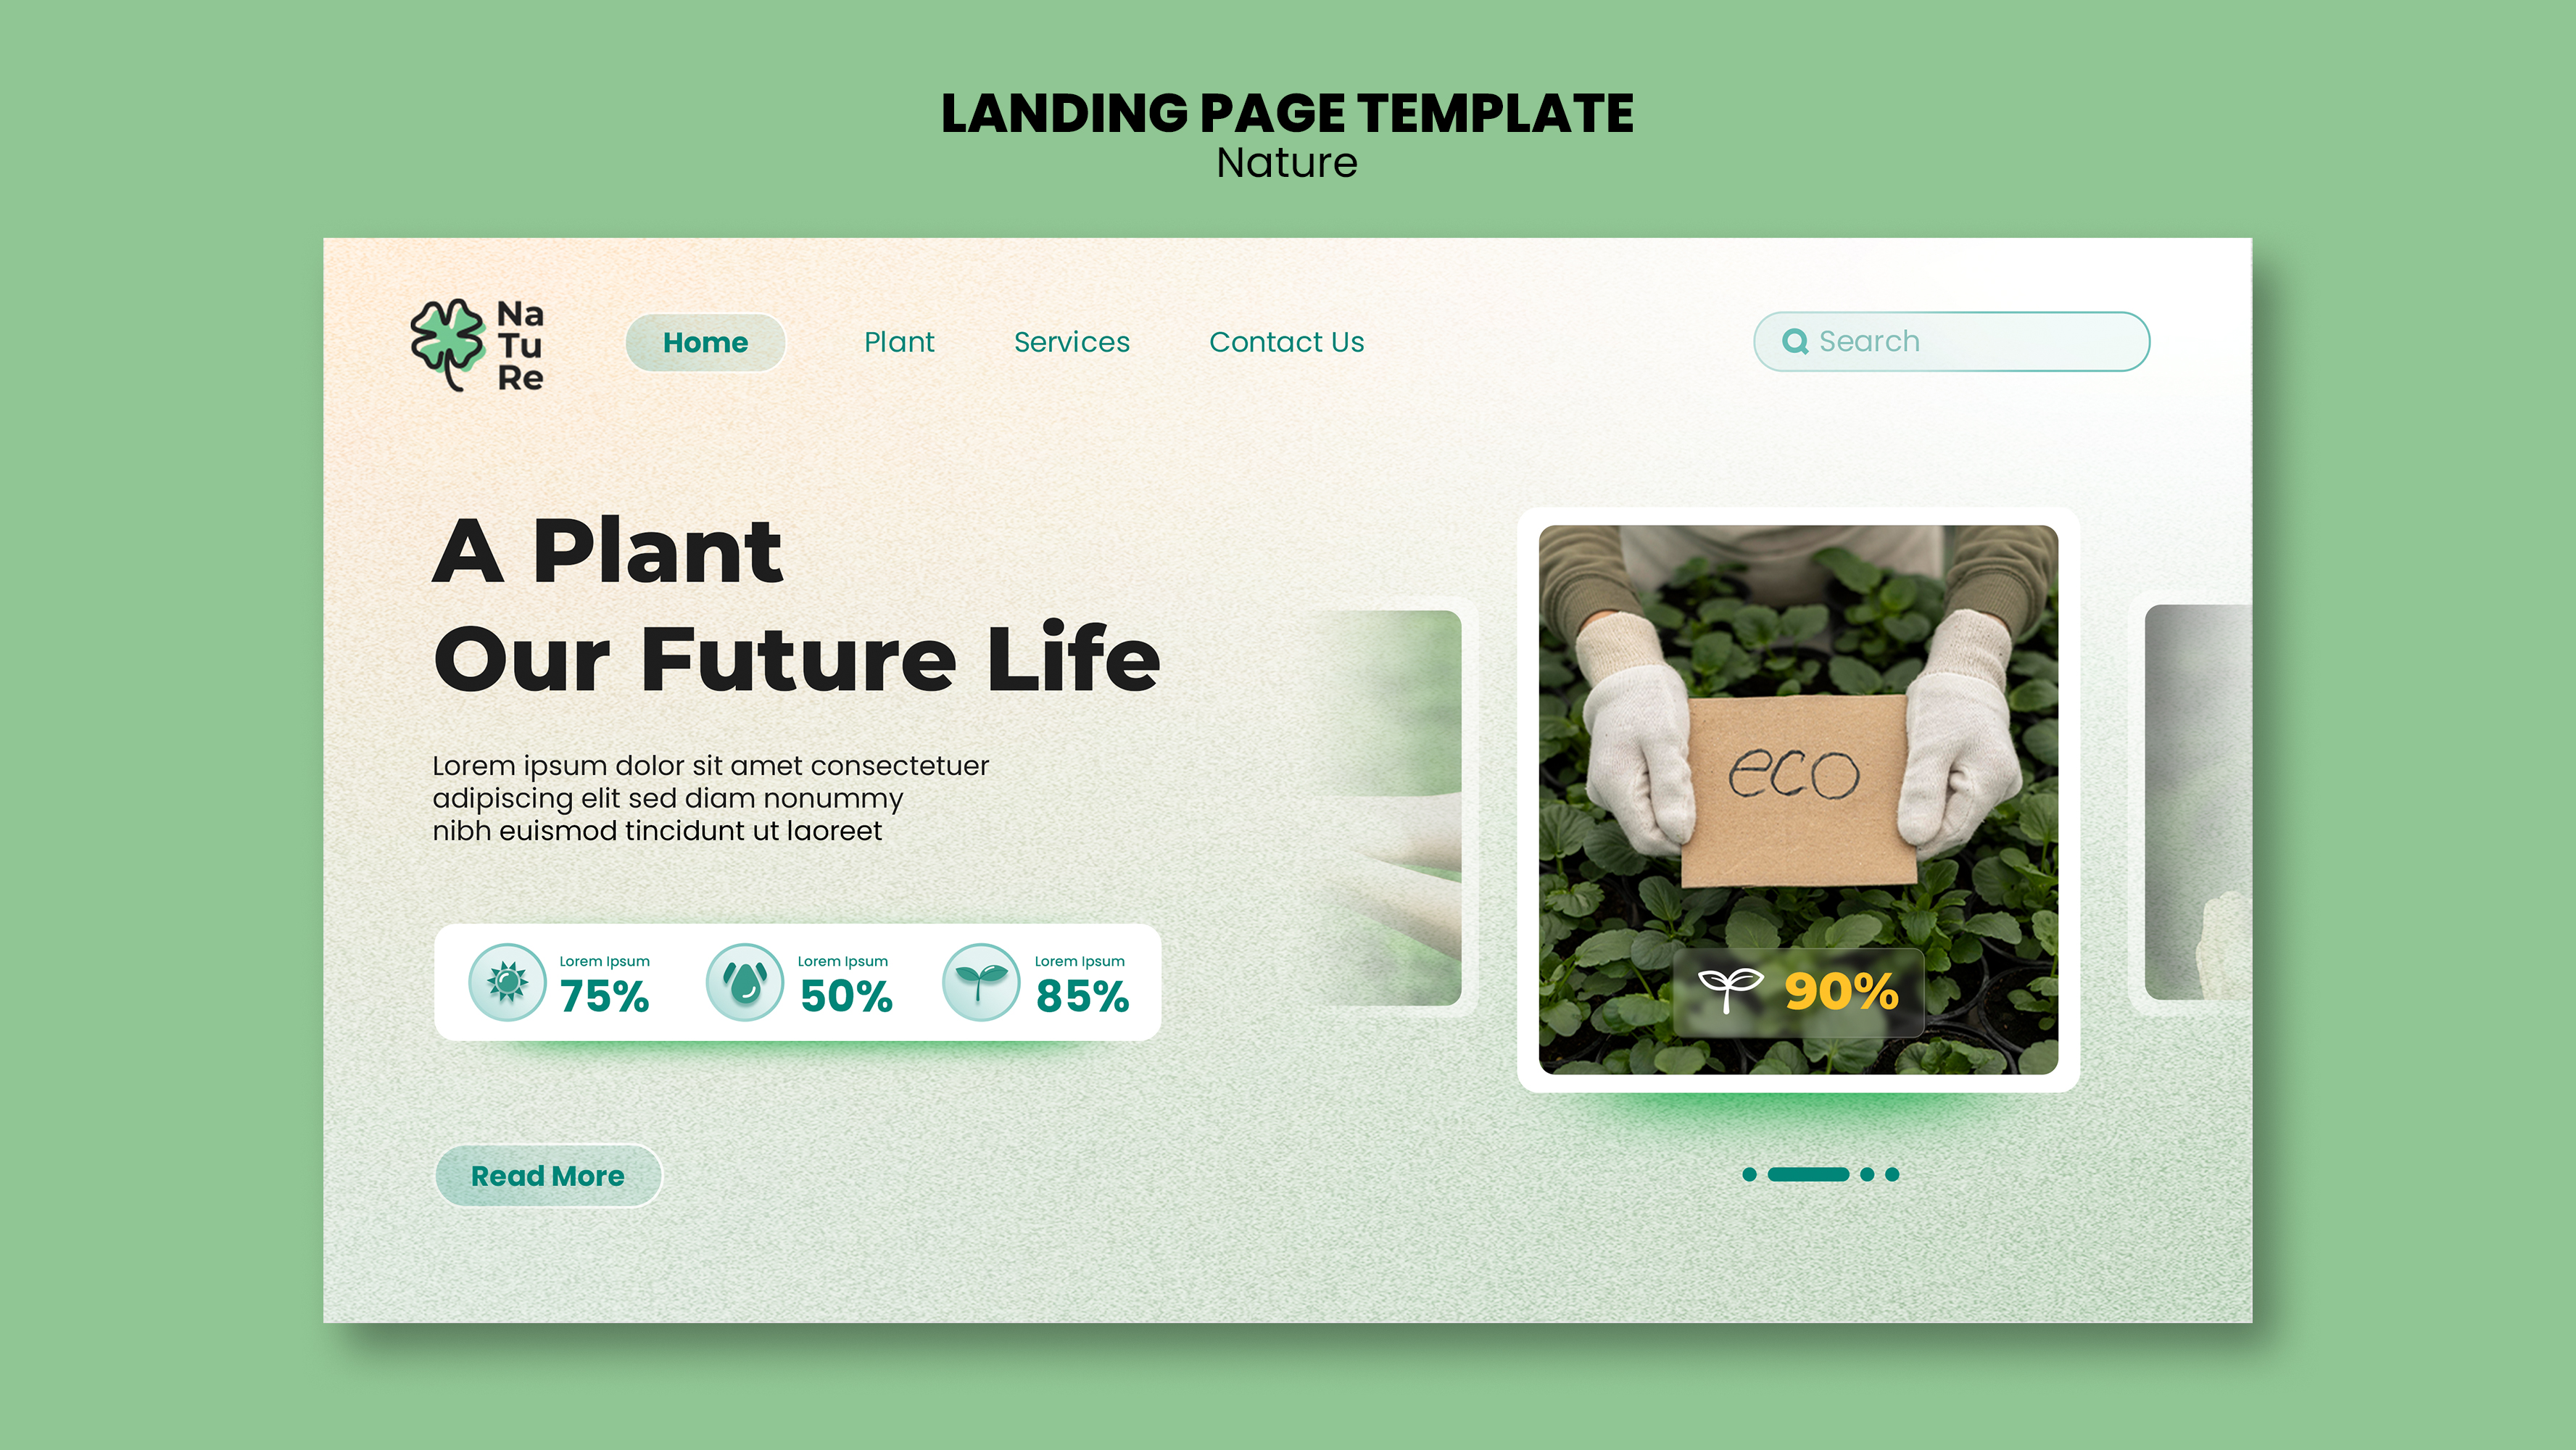 LANDING PAGE TEMPLATE
Nature
Na
Tu
Re
Home
Plant
Services
Contact Us
Search
A Plant
Our Future Life
Lorem ipsum dolor sit amet consectetuer
adipiscing elit sed diam nonummy
nibh euismod tincidunt ut laoreet
Lorem Ipsum
75%
Lorem Ipsum
50%
Lorem Ipsum
85%
Read More
eco
90%